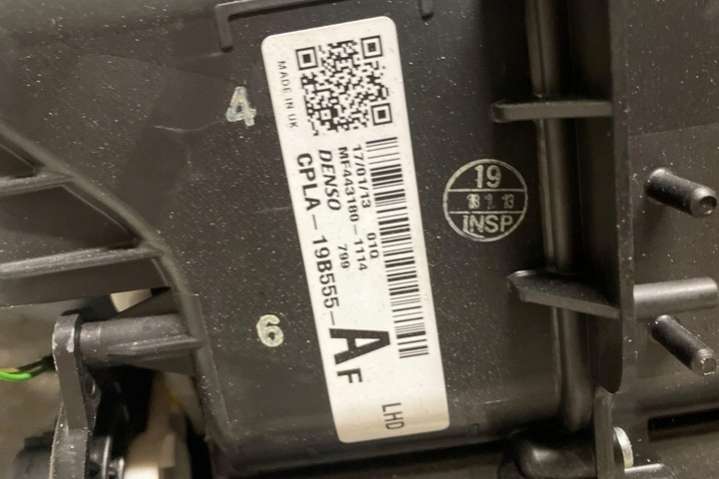 MADE IN UK
17/01/13 010
MF443180-1114
DENSO 799
CPLA-19B555-AF
LHD
4
6
19
INSP